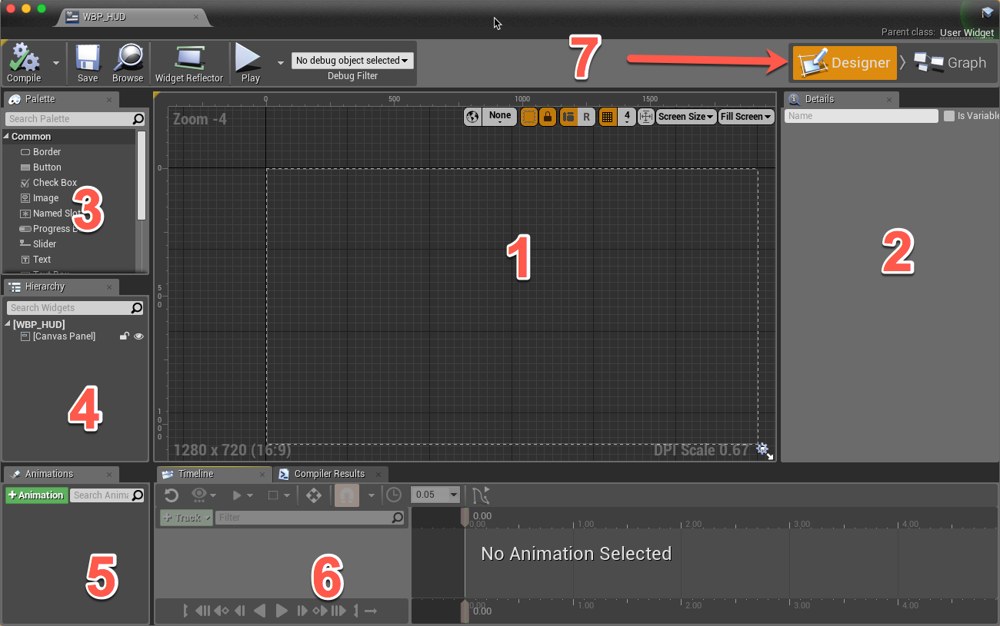 WBP_HUD
Parent class: User Widget
Compile
Save
Browse
Widget Reflector
Play
No debug object selected
Debug Filter
7
Designer
Graph
Palette
Search Palette
Common
Border
Button
Check Box
Image
Named Slot
Progress B
Slider
Text
Text Box
3
Hierarchy
Search Widgets
[WBP_HUD]
[Canvas Panel]
4
0
500
1000
1500
Zoom -4
None
R
4
Screen Size
Fill Screen
0
5
0
0
1
0
0
0
1
1280 x 720 (16:9)
DPI Scale 0.67
Details
Name
Is Variable
2
Animations
+Animation
Search Anima
5
Timeline
Compiler Results
0.05
+ Track
Filter
6
0.00
0.00
1.00
2.00
3.00
4.00
No Animation Selected
0.00
0.00
1.00
2.00
3.00
4.00